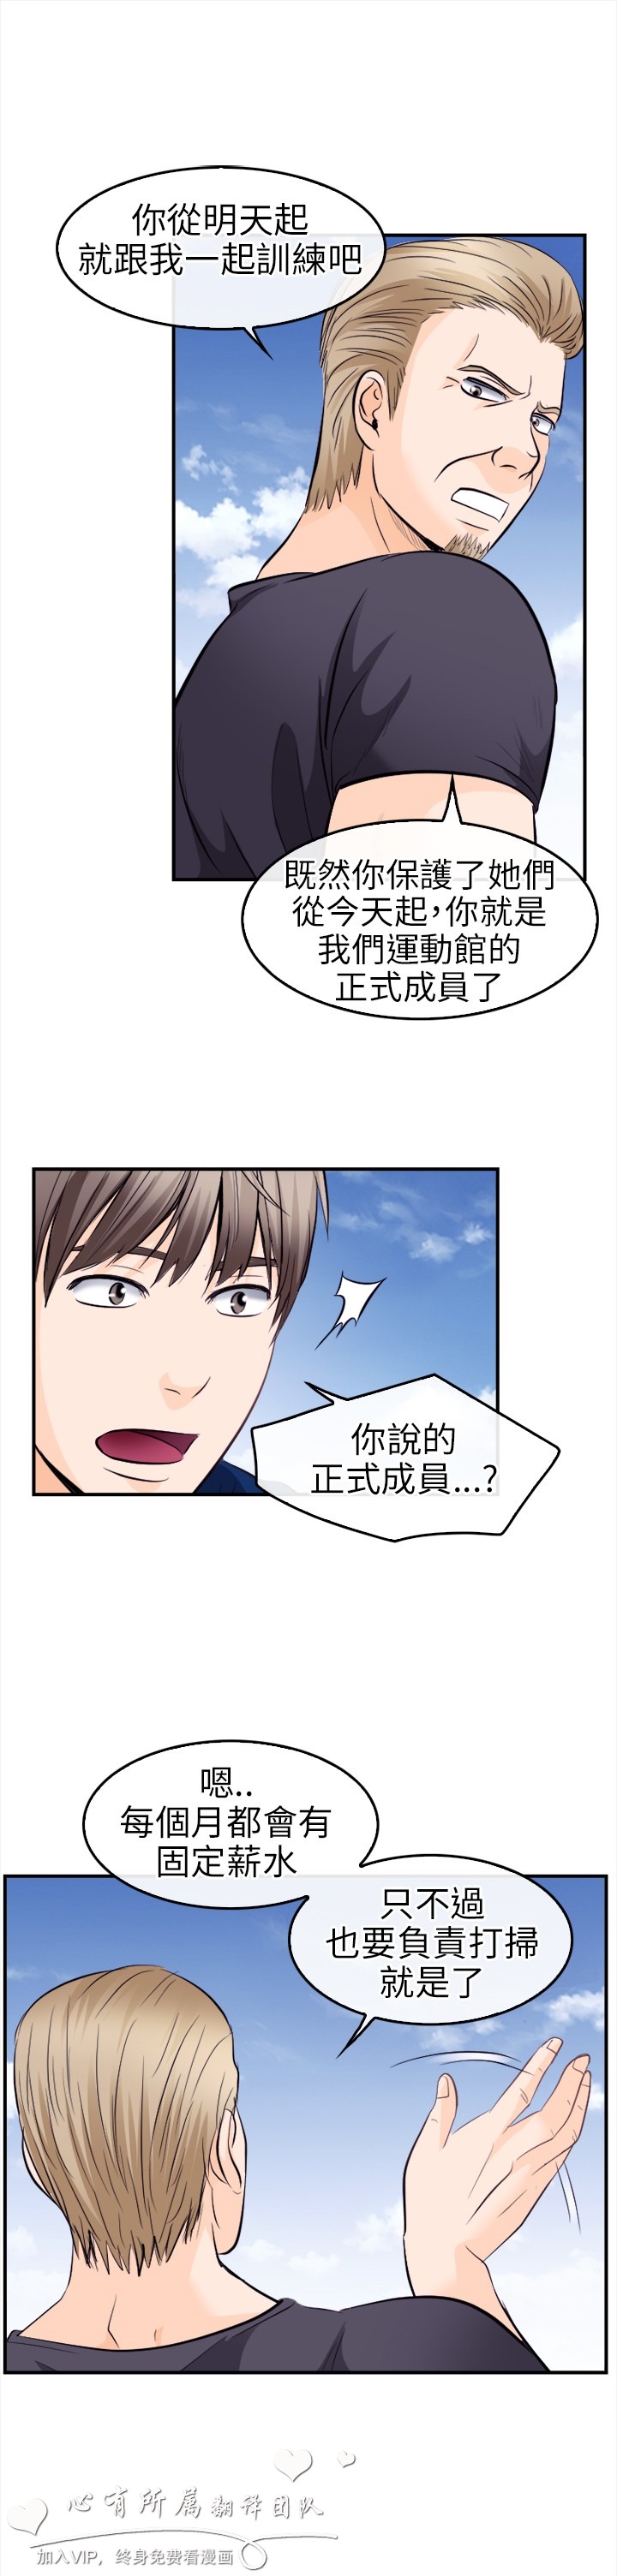 你從明天起
就跟我一起訓練吧
既然你保護了她們
從今天起，你就是
我們運動館的
正式成員了
你說的
正式成員...?
嗯..
每個月都會有
固定薪水
只不過
也要負責打掃
就是了
心有所属翻译团队
加入VIP，终身免费看漫画